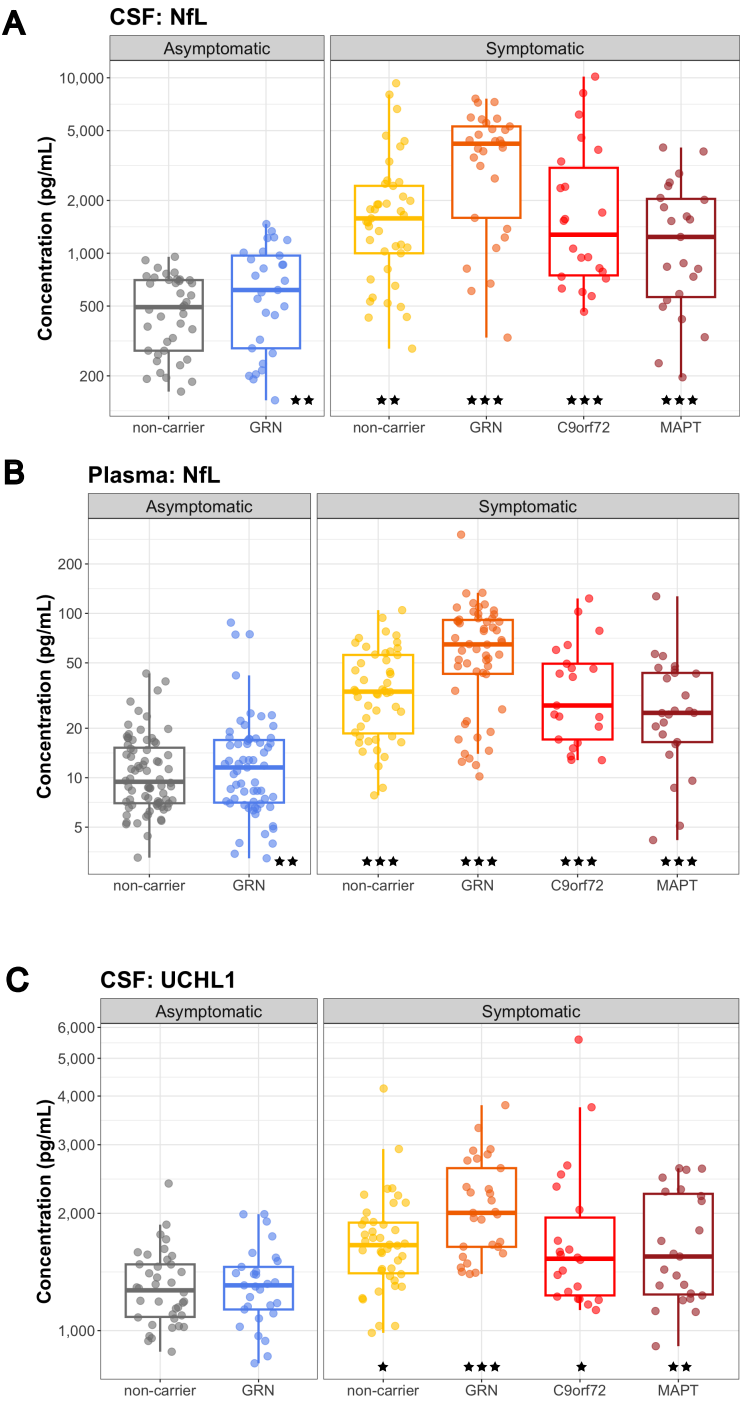 A
CSF: NfL
Asymptomatic Symptomatic
Concentration (pg/mL)
10,000
5,000
2,000
1,000
500
200
★★ ★★ ★★★ ★★★ ★★★
non-carrier GRN non-carrier GRN C9orf72 MAPT
B
Plasma: NfL
Asymptomatic Symptomatic
Concentration (pg/mL)
200
100
50
20
10
5
★★ ★★★ ★★★ ★★★ ★★★
non-carrier GRN non-carrier GRN C9orf72 MAPT
C
CSF: UCHL1
Asymptomatic Symptomatic
Concentration (pg/mL)
6,000
5,000
4,000
3,000
2,000
1,000
★ ★★★ ★ ★★
non-carrier GRN non-carrier GRN C9orf72 MAPT